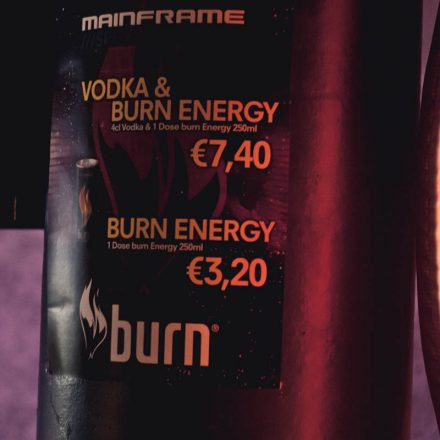 MAINFRAME
VODKA &
BURN ENERGY
4cl Vodka & 1 Dose burn Energy 250ml
€7,40
BURN ENERGY
1 Dose burn Energy 250ml
€3,20
burn®